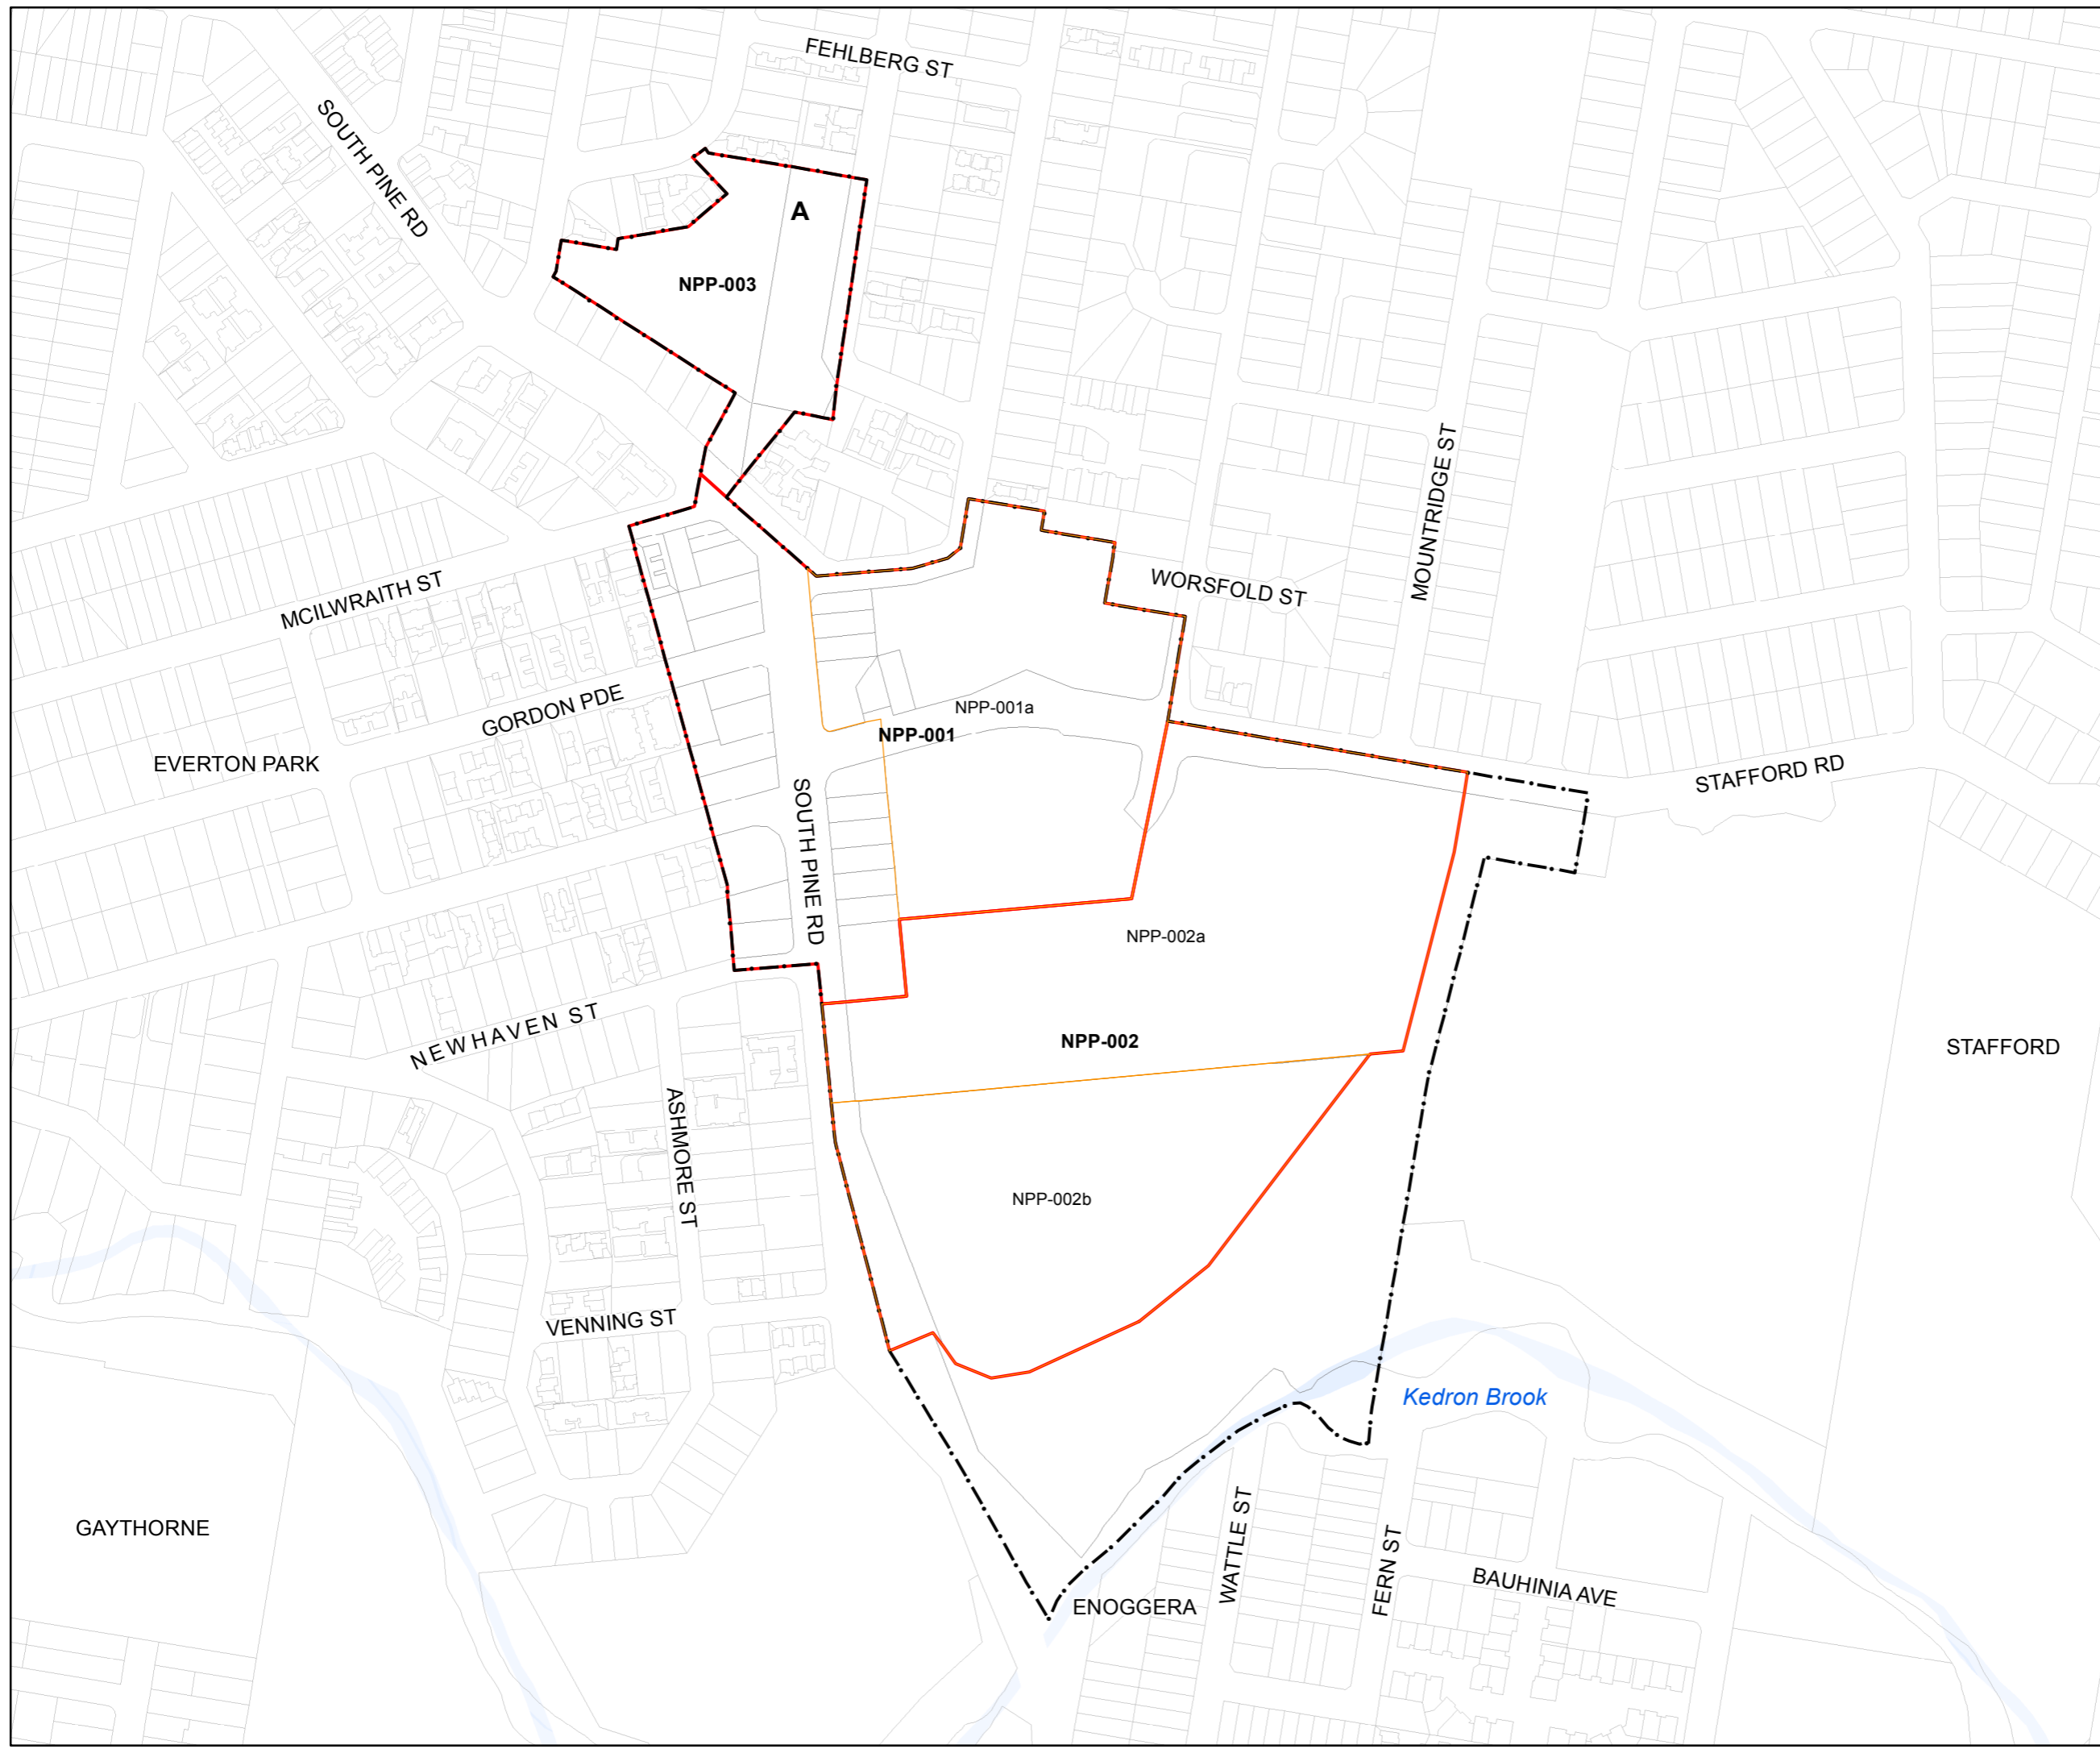 FEHLBERG ST
SOUTH PINE RD
A
NPP-003
MOUNTRIDGE ST
WORSFOLD ST
MCILWRAITH ST
GORDON PDE
NPP-001a
NPP-001
EVERTON PARK
STAFFORD RD
SOUTH PINE RD
NPP-002a
NEWHAVEN ST
NPP-002
STAFFORD
ASHMORE ST
NPP-002b
VENNING ST
Kedron Brook
GAYTHORNE
WATTLE ST
FERN ST
BAUHINIA AVE
ENOGGERA